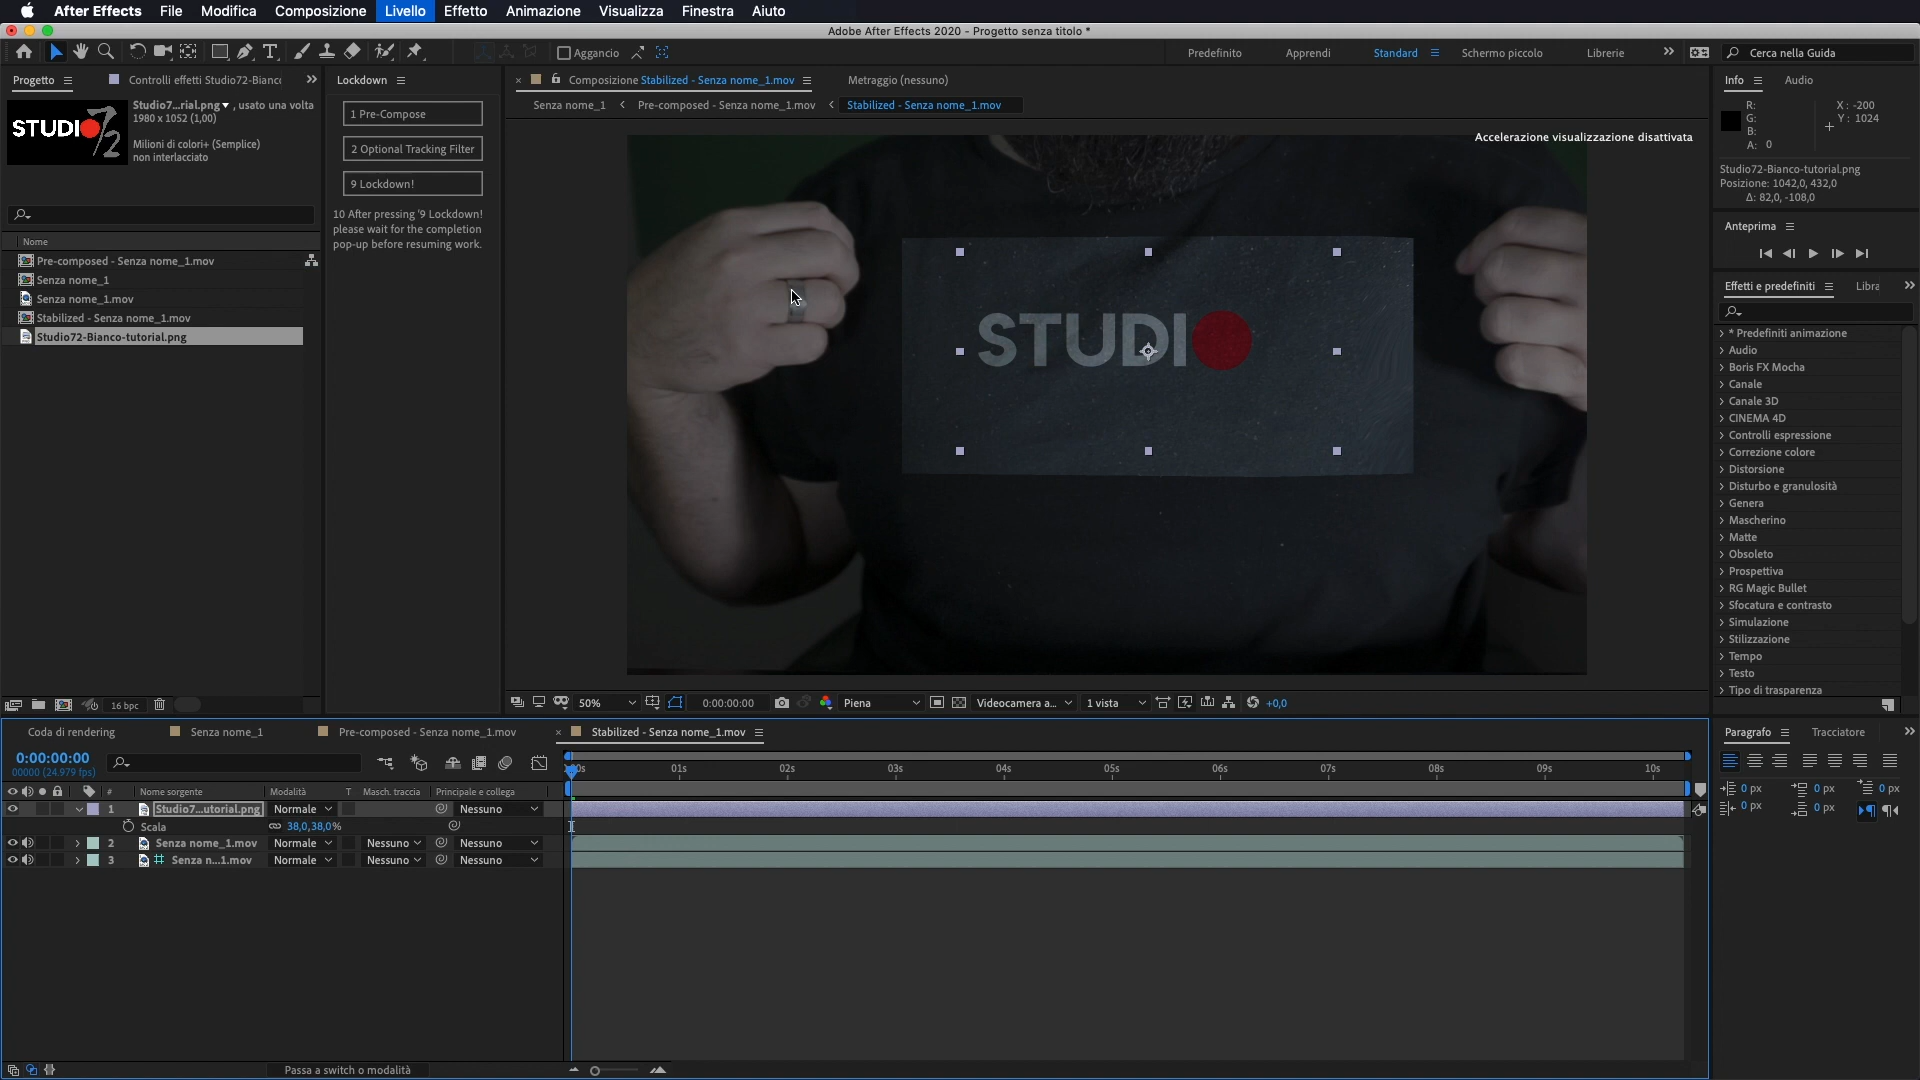 After Effects File Modifica Composizione Livello Effetto Animazione Visualizza Finestra Aiuto
Adobe After Effects 2020 - Progetto senza titolo *
Aggancio Predefinito Apprendi Standard Schermo piccolo Librerie Cerca nella Guida
Progetto Controlli effetti Studio72-Bianc
Studio7...rial.png , usato una volta
1980 x 1052 (1,00)
Milioni di colori+ (Semplice)
non interlacciato
STUDI 72
Nome
Pre-composed - Senza nome_1.mov
Senza nome_1
Senza nome_1.mov
Stabilized - Senza nome_1.mov
Studio72-Bianco-tutorial.png
16 bpc
Lockdown
1 Pre-Compose
2 Optional Tracking Filter
9 Lockdown!
10 After pressing '9 Lockdown!
please wait for the completion
pop-up before resuming work.
Composizione Stabilized - Senza nome_1.mov Metraggio (nessuno)
Senza nome_1 Pre-composed - Senza nome_1.mov Stabilized - Senza nome_1.mov
Accelerazione visualizzazione disattivata
STUDI
50% 0:00:00:00 Piena Videocamera a... 1 vista +0,0
Info Audio
R: X: -200
G: Y: 1024
B:
A: 0
Studio72-Bianco-tutorial.png
Posizione: 1042,0, 432,0
Δ: 82,0, -108,0
Anteprima
Effetti e predefiniti Libra
* Predefiniti animazione
Audio
Boris FX Mocha
Canale
Canale 3D
CINEMA 4D
Controlli espressione
Correzione colore
Distorsione
Disturbo e granulosità
Genera
Mascherino
Matte
Obsoleto
Prospettiva
RG Magic Bullet
Sfocatura e contrasto
Simulazione
Stilizzazione
Tempo
Testo
Tipo di trasparenza
Coda di rendering Senza nome_1 Pre-composed - Senza nome_1.mov Stabilized - Senza nome_1.mov
0:00:00:00
00000 (24.979 fps)
# Nome sorgente Modalità T Masch. traccia Principale e collega
01s 02s 03s 04s 05s 06s 07s 08s 09s 10s
1 Studio7...utorial.png Normale Nessuno
Scala 38,0,38,0%
2 Senza nome_1.mov Normale Nessuno Nessuno
3 Senza n...1.mov Normale Nessuno Nessuno
Passa a switch o modalità
Paragrafo Tracciatore
0 px 0 px 0 px
0 px 0 px